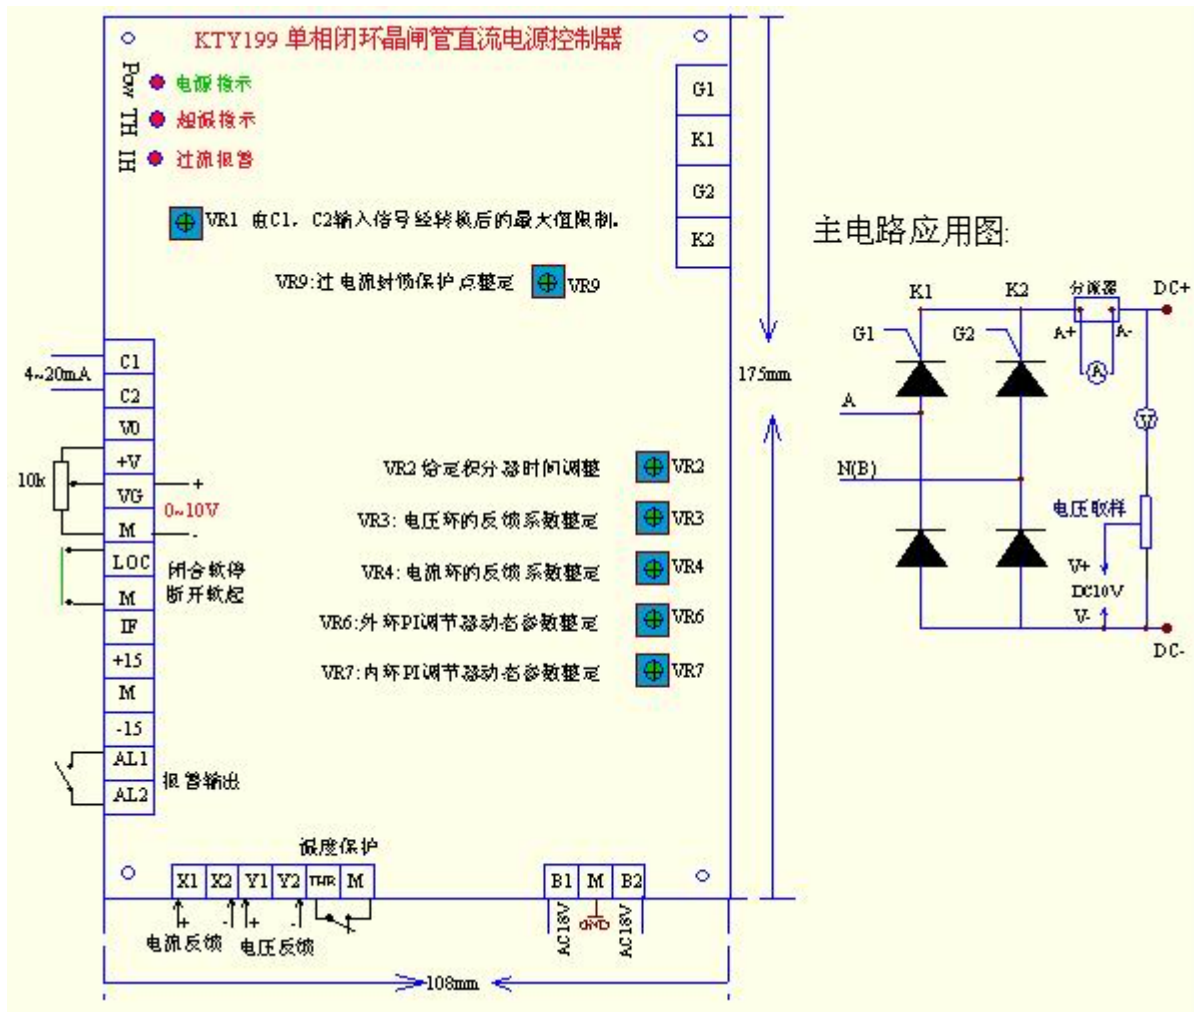 KTY199 单相闭环晶闸管直流电源控制器
Pow 电源指示
TH 超温指示
IH 过流报警
G1
K1
G2
K2
VR1 由C1，C2输入信号经转换后的最大值限制.
VR9:过电流封锁保护点整定 VR9
主电路应用图:
175mm
4~20mA
C1
C2
V0
+V
VG
M
LOC
M
IF
+15
M
-15
AL1
AL2
10k
+
0~10V
-
闭合软停
断开软起
报警输出
VR2 给定积分器时间调整 VR2
VR3: 电压环的反馈系数整定 VR3
VR4: 电流环的反馈系数整定 VR4
VR6:外环PI调节器动态参数整定 VR6
VR7:内环PI调节器动态参数整定 VR7
温度保护
X1 X2 Y1 Y2 THR M
+ - + -
电流反馈 电压反馈
B1 M B2
AC18V GND AC18V
108mm
K1 K2 分流器 DC+
G1 G2 A+ A-
A
A
V
N(B)
电压取样
V+
DC10V
V-
DC-